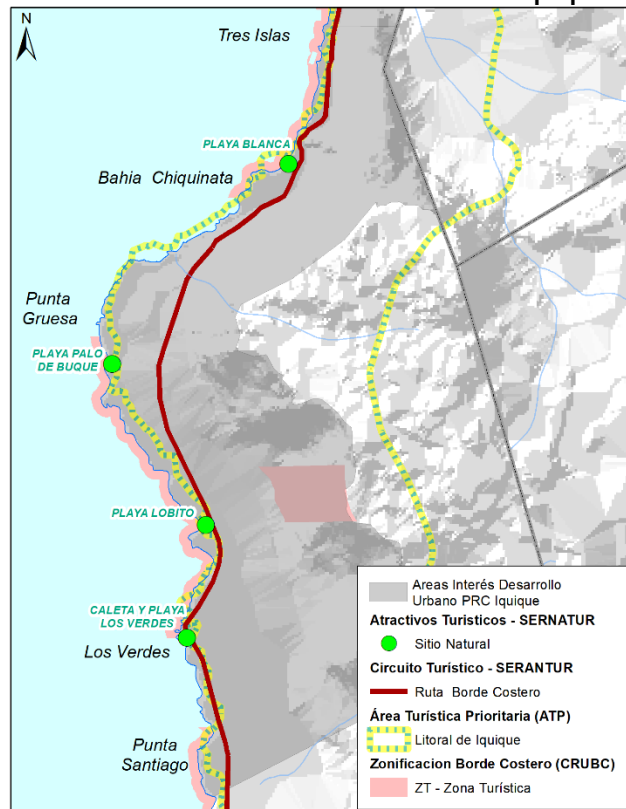 N
Tres Islas
PLAYA BLANCA
Bahia Chiquinata
Punta
Gruesa
PLAYA PALO
DE BUQUE
PLAYA LOBITO
CALETA Y PLAYA
LOS VERDES
Los Verdes
Punta
Santiago
Areas Interés Desarrollo
Urbano PRC Iquique
Atractivos Turisticos - SERNATUR
Sitio Natural
Circuito Turístico - SERANTUR
Ruta Borde Costero
Área Turística Prioritaria (ATP)
Litoral de Iquique
Zonificacion Borde Costero (CRUBC)
ZT - Zona Turística